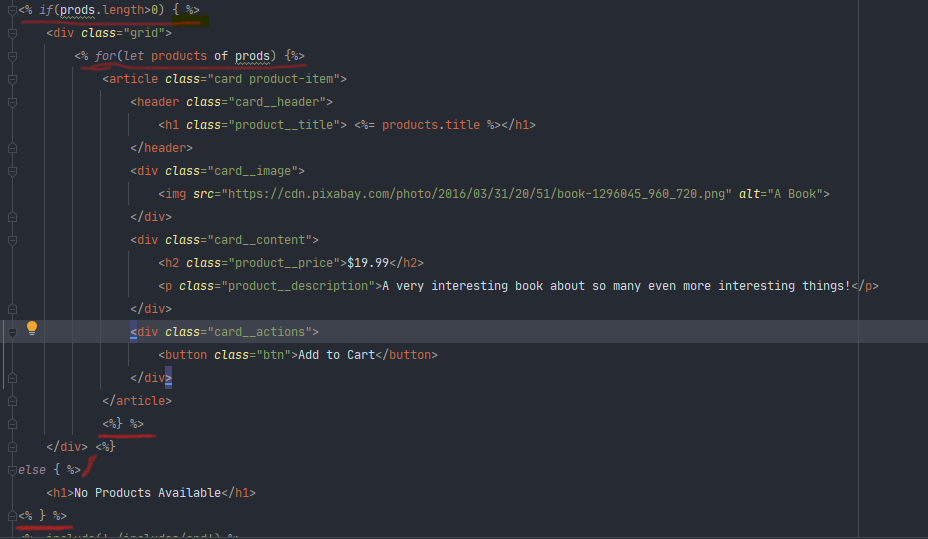 <% if(prods.length>0) { %>
<div class="grid">
<% for(let products of prods) {%>
<article class="card product-item">
<header class="card__header">
<h1 class="product__title"> <%= products.title %></h1>
</header>
<div class="card__image">
<img src="https://cdn.pixabay.com/photo/2016/03/31/20/51/book-1296045_960_720.png" alt="A Book">
</div>
<div class="card__content">
<h2 class="product__price">$19.99</h2>
<p class="product__description">A very interesting book about so many even more interesting things!</p>
</div>
<div class="card__actions">
<button class="btn">Add to Cart</button>
</div>
</article>
<%} %>
</div> <%}
else { %>
<h1>No Products Available</h1>
<% } %>